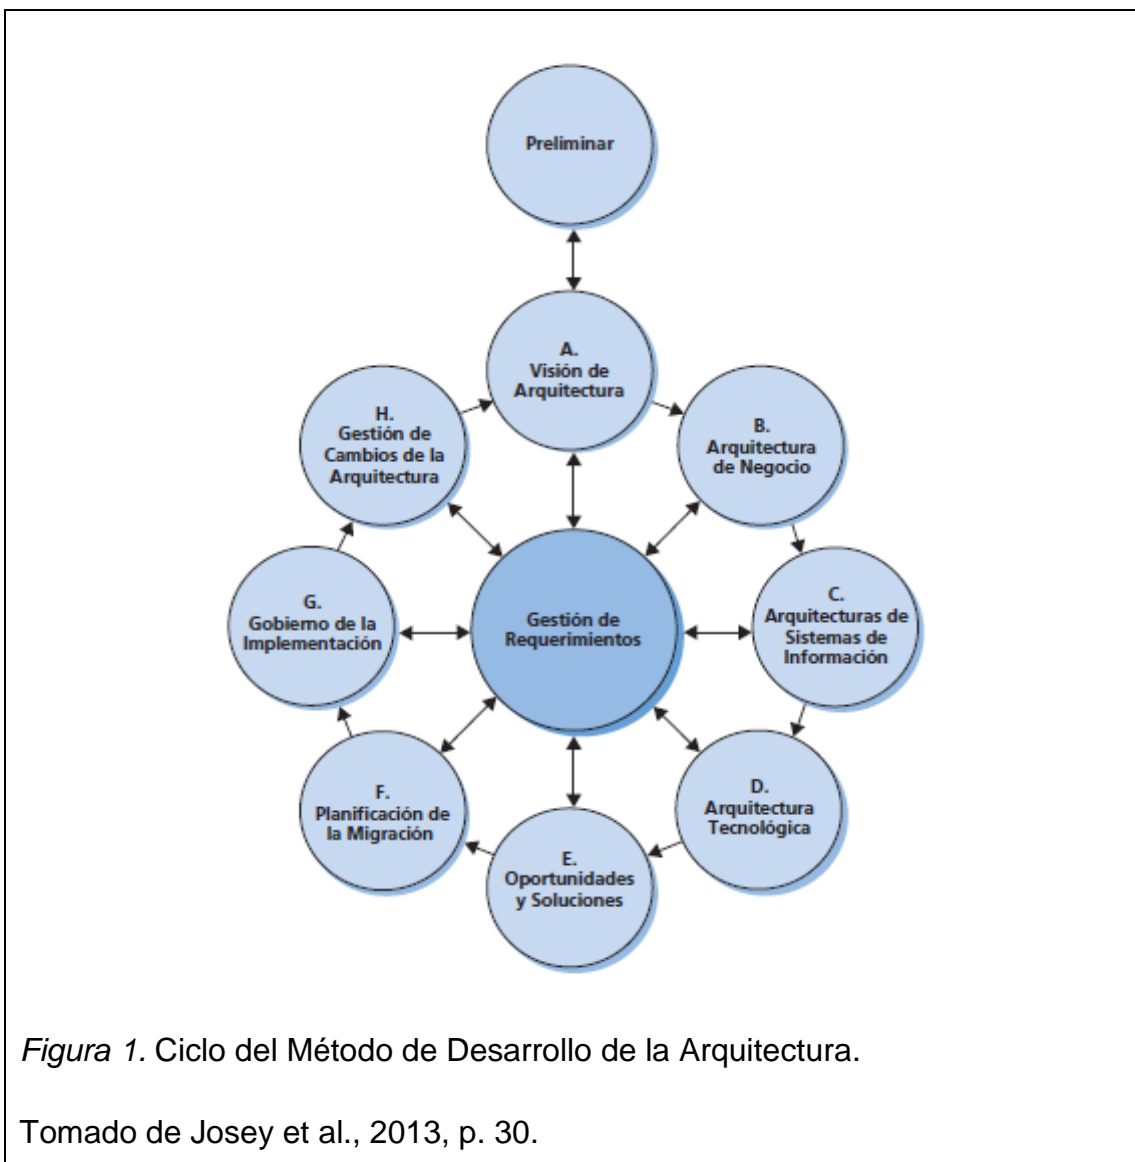 Preliminar
A.
Visión de
Arquitectura
B.
Arquitectura
de Negocio
C.
Arquitecturas de
Sistemas de
Información
D.
Arquitectura
Tecnológica
E.
Oportunidades
y Soluciones
F.
Planificación de
la Migración
G.
Gobierno de la
Implementación
H.
Gestión de
Cambios de la
Arquitectura
Gestión de
Requerimientos
Figura 1. Ciclo del Método de Desarrollo de la Arquitectura.
Tomado de Josey et al., 2013, p. 30.